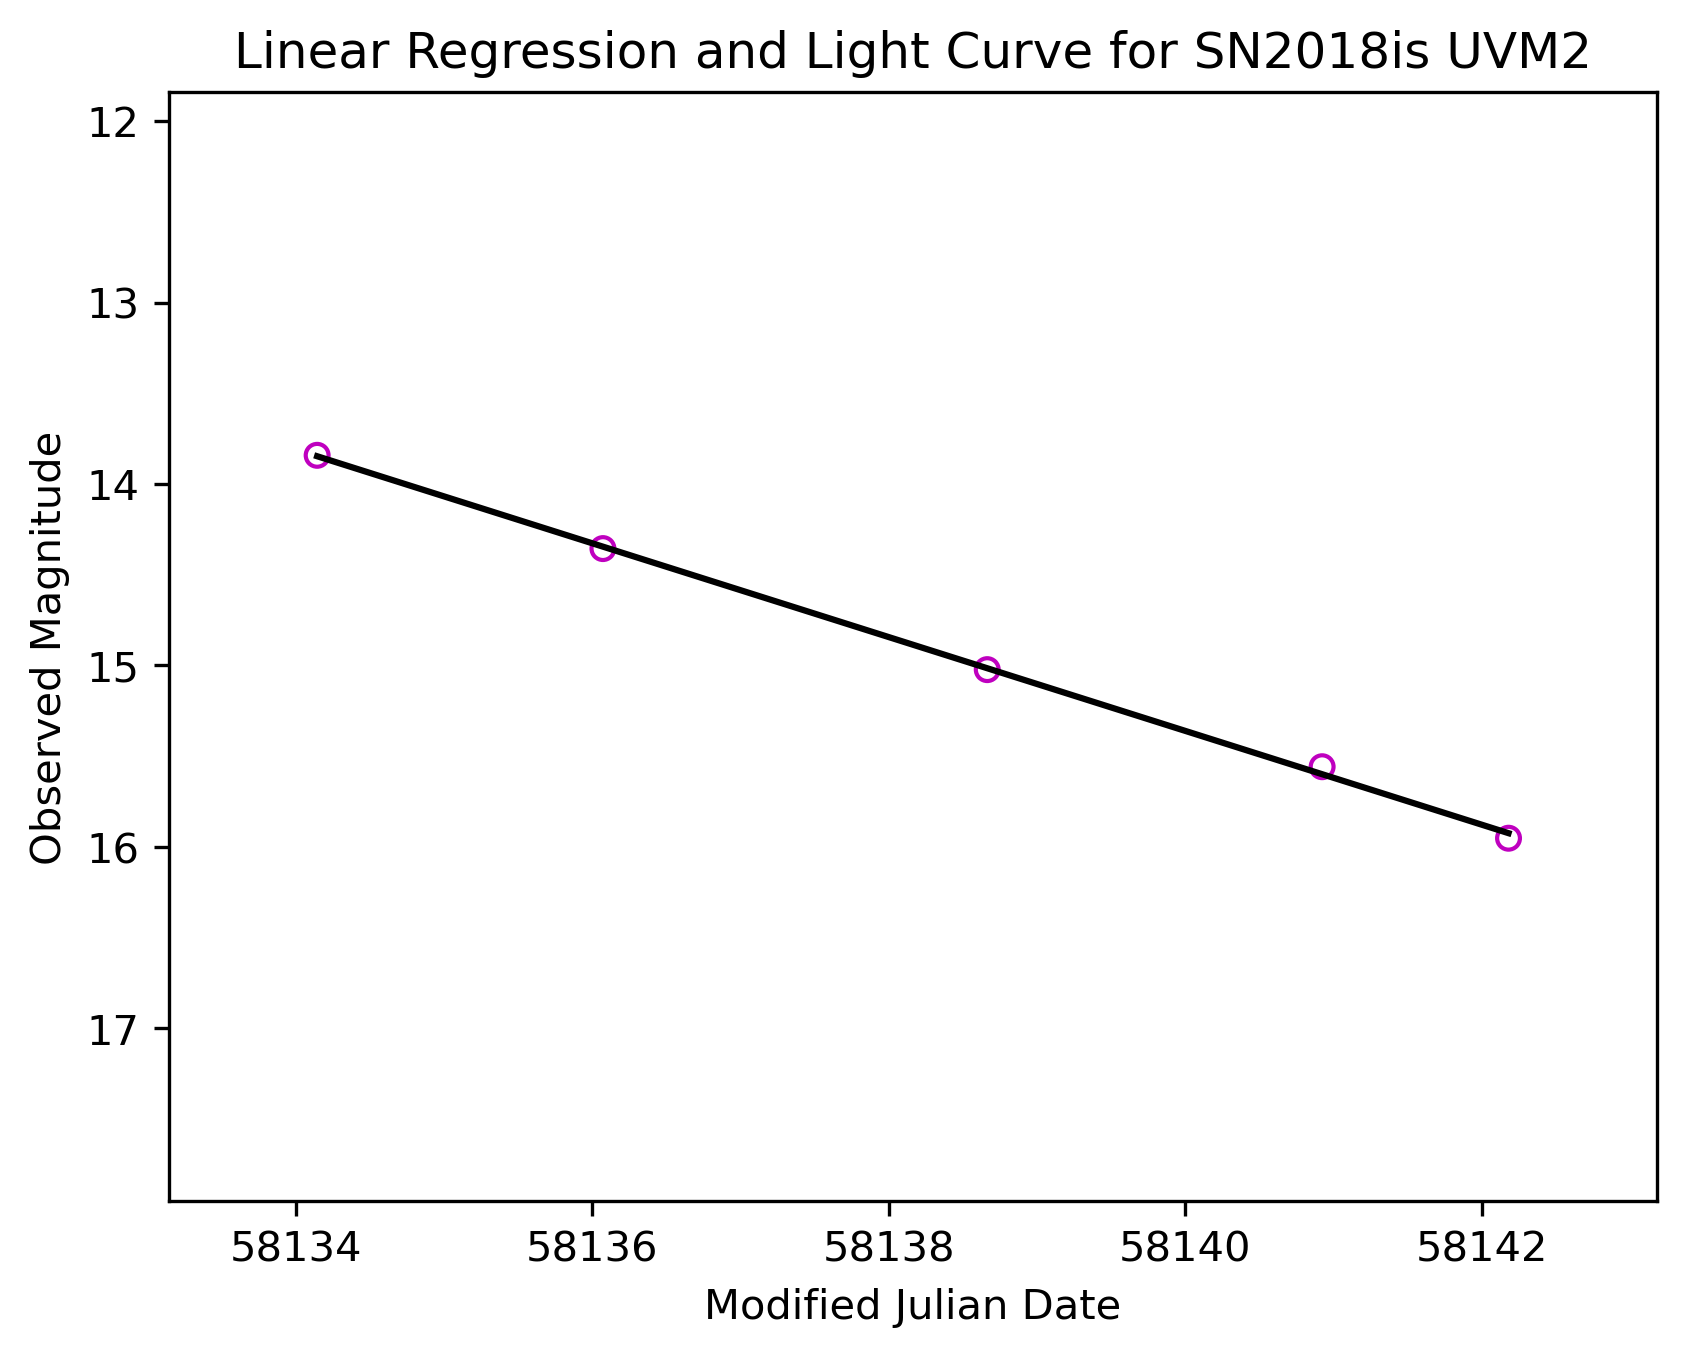 Linear Regression and Light Curve for SN2018is UVM2
12
13
14
15
16
17
Observed Magnitude
58134 58136 58138 58140 58142
Modified Julian Date